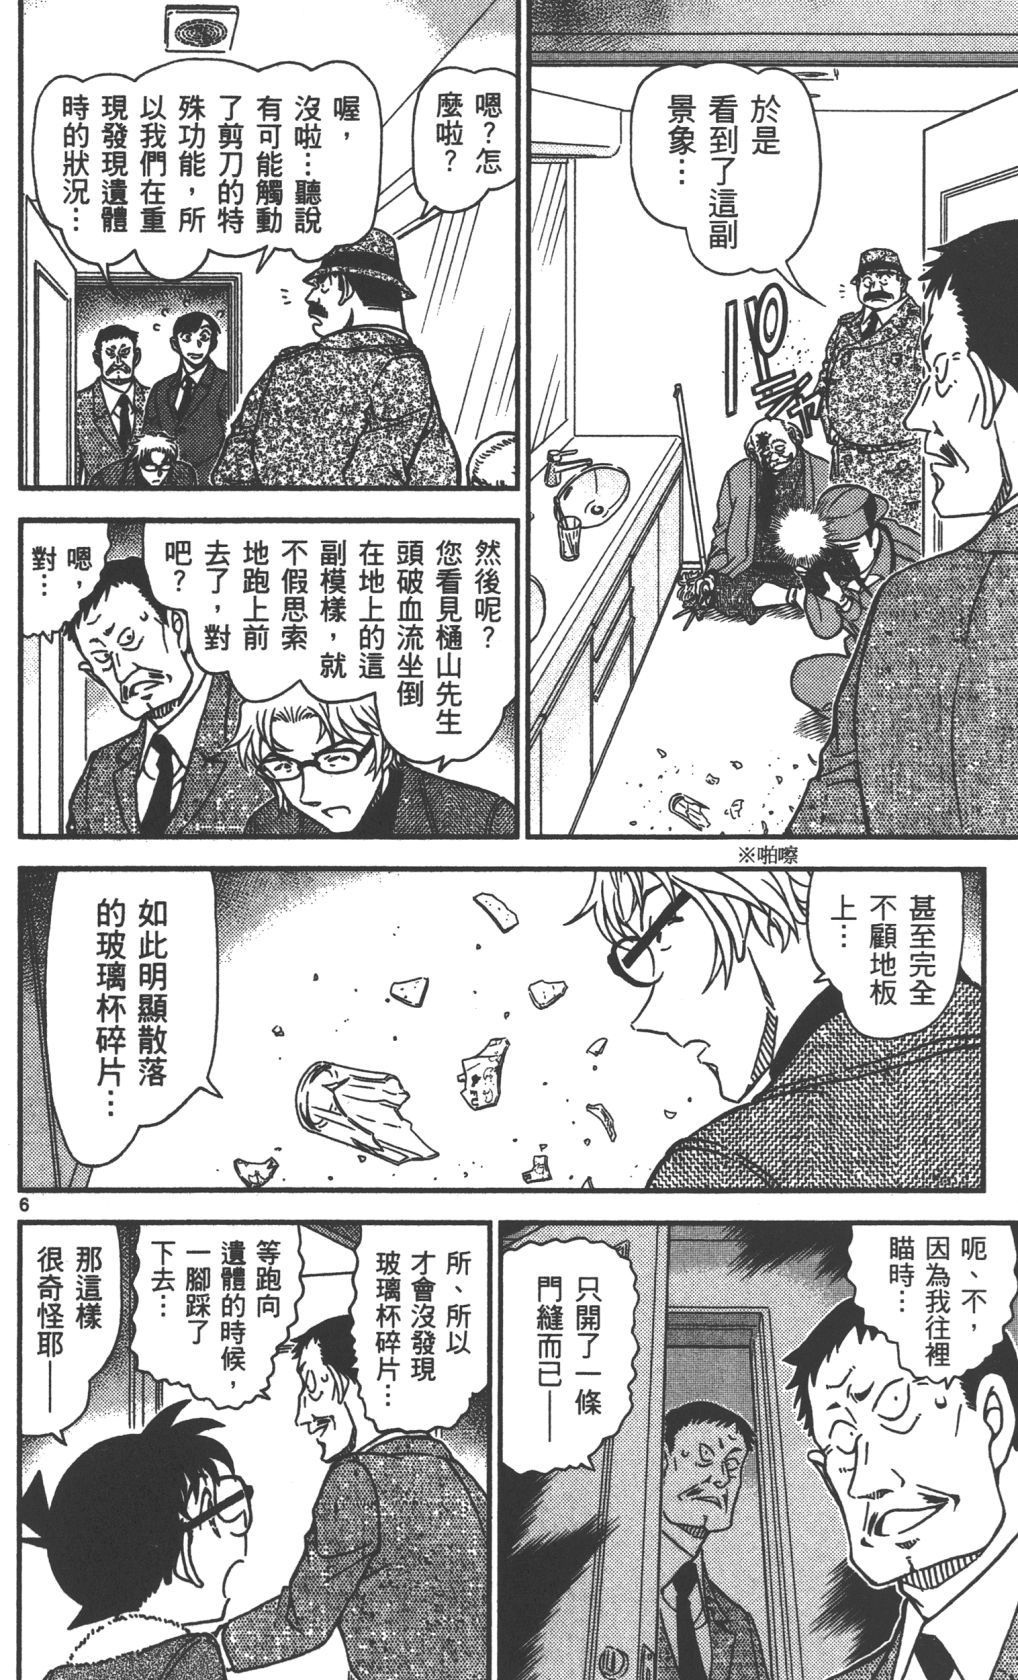 於是
看到了這副
景象…
パシャ
嗯？怎
麼啦？
喔，
沒啦…聽說
有可能觸動
了剪刀的特
殊功能，所
以我們在重
現發現遺體
時的狀況…
然後呢？
您看見樋山先生
頭破血流坐倒
在地上的這
副模樣，就
不假思索
地跑上前
去了，對
吧？
嗯，
對…
※啪嚓
甚至完全
不顧地板
上…
如此明顯散落
的玻璃杯碎片…
6
呃、不，
因為我往裡
瞄時…
只開了一條
門縫而已——
所、所以
才會沒發現
玻璃杯碎片…
等跑向
遺體的時候，
一腳踩了
下去…
那這樣
很奇怪耶——